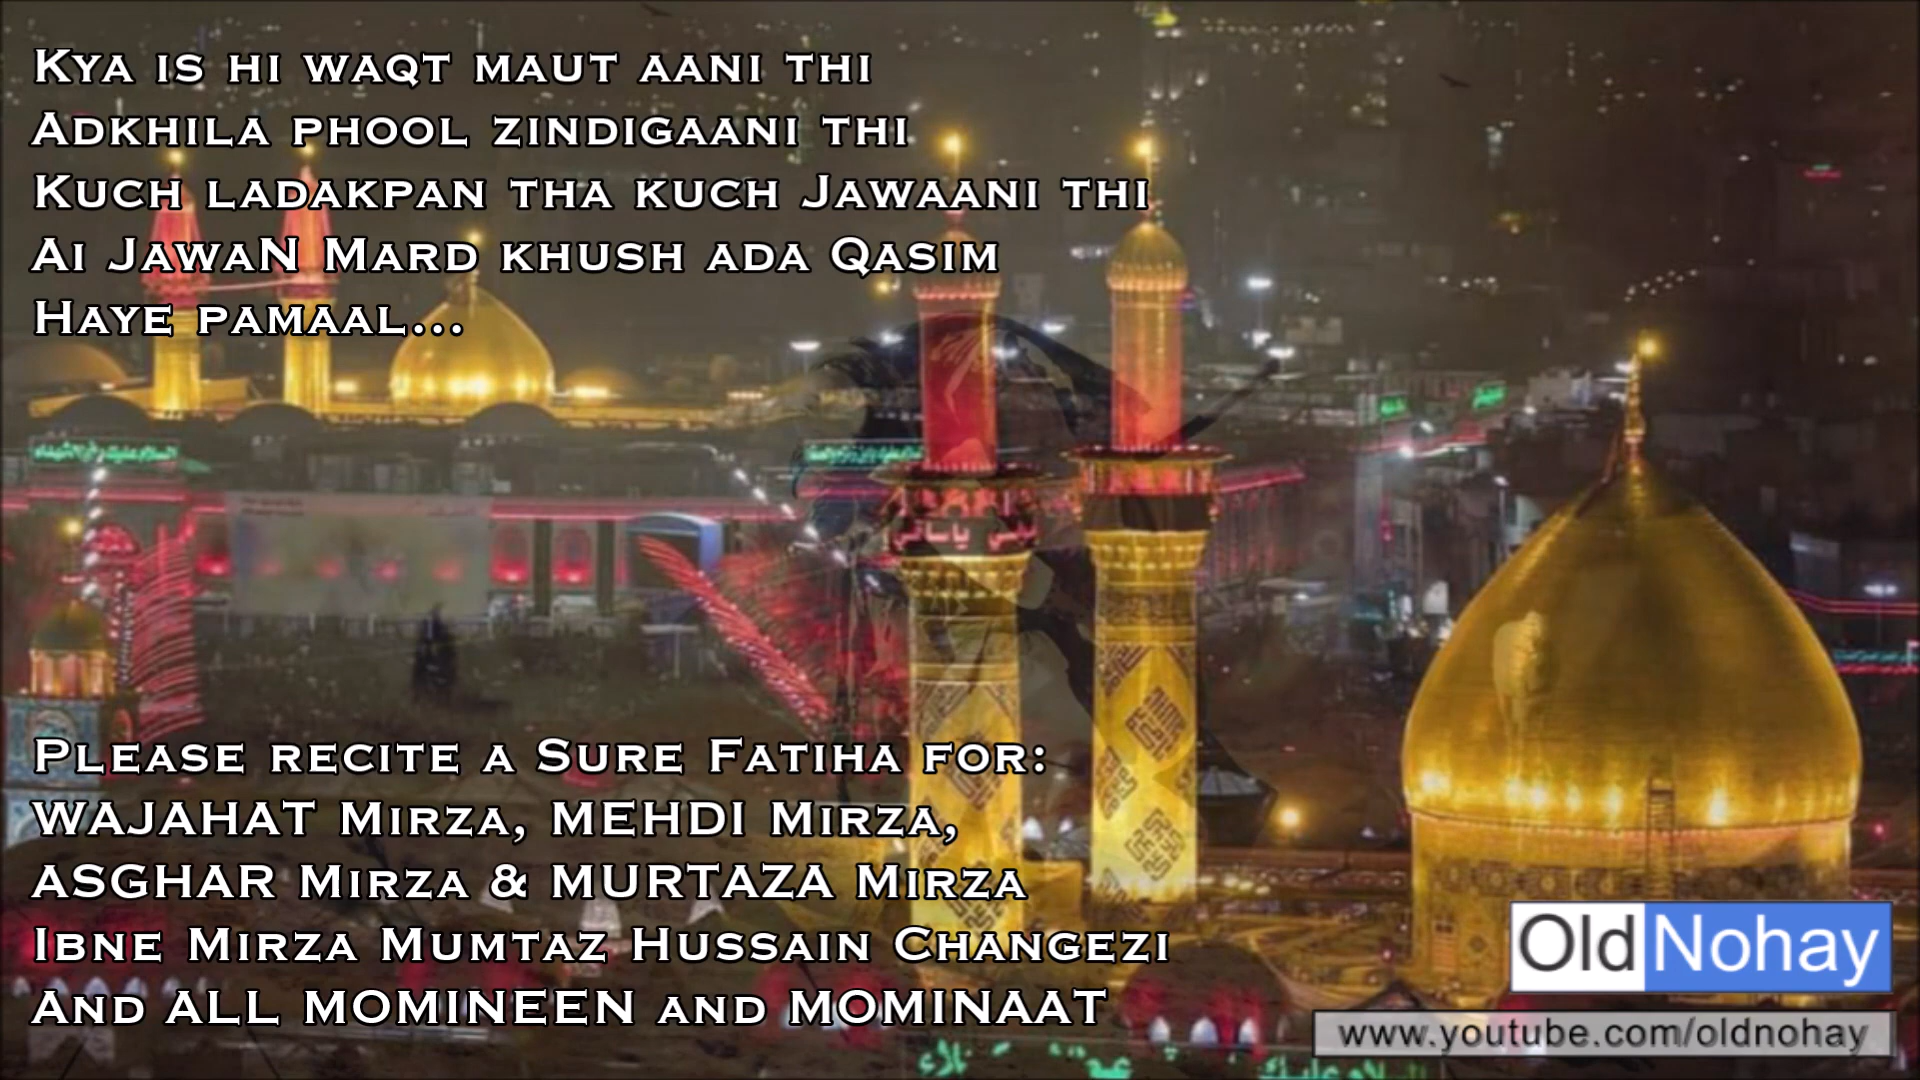 Kya is hi waqt maut aani thi
Adkhila phool zindigaani thi
Kuch ladakpan tha kuch Jawaani thi
Ai JawaN Mard khush ada Qasim
Haye pamaal...
Please recite a Sure Fatiha for:
WAJAHAT Mirza, MEHDI Mirza,
ASGHAR Mirza & MURTAZA Mirza
Ibne Mirza Mumtaz Hussain Changezi
And ALL MOMINEEN and MOMINAAT
OldNohay
www.youtube.com/oldnohay